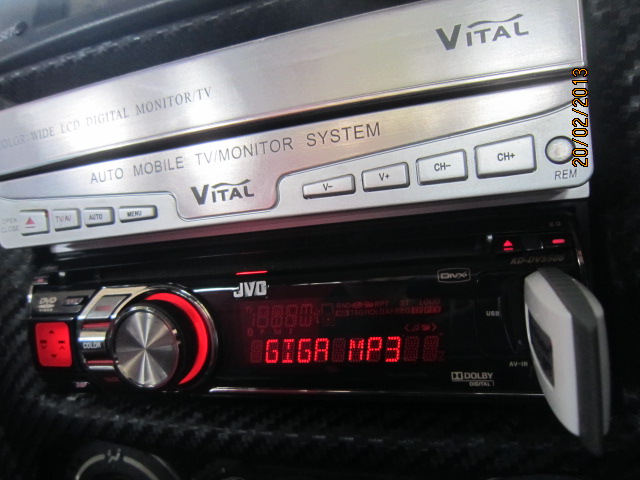 VITAL
COLOR WIDE LCD DIGITAL MONITOR/TV
AUTO MOBILE TV/MONITOR SYSTEM
VITAL
V-
V+
CH-
CH+
REM
OPEN
CLOSE
TV/AV
AUTO
MENU
20/02/2013
JVC
DivX
DVD
COLOR
USB
AV-IN
GIGA MP3
DOLBY
DIGITAL